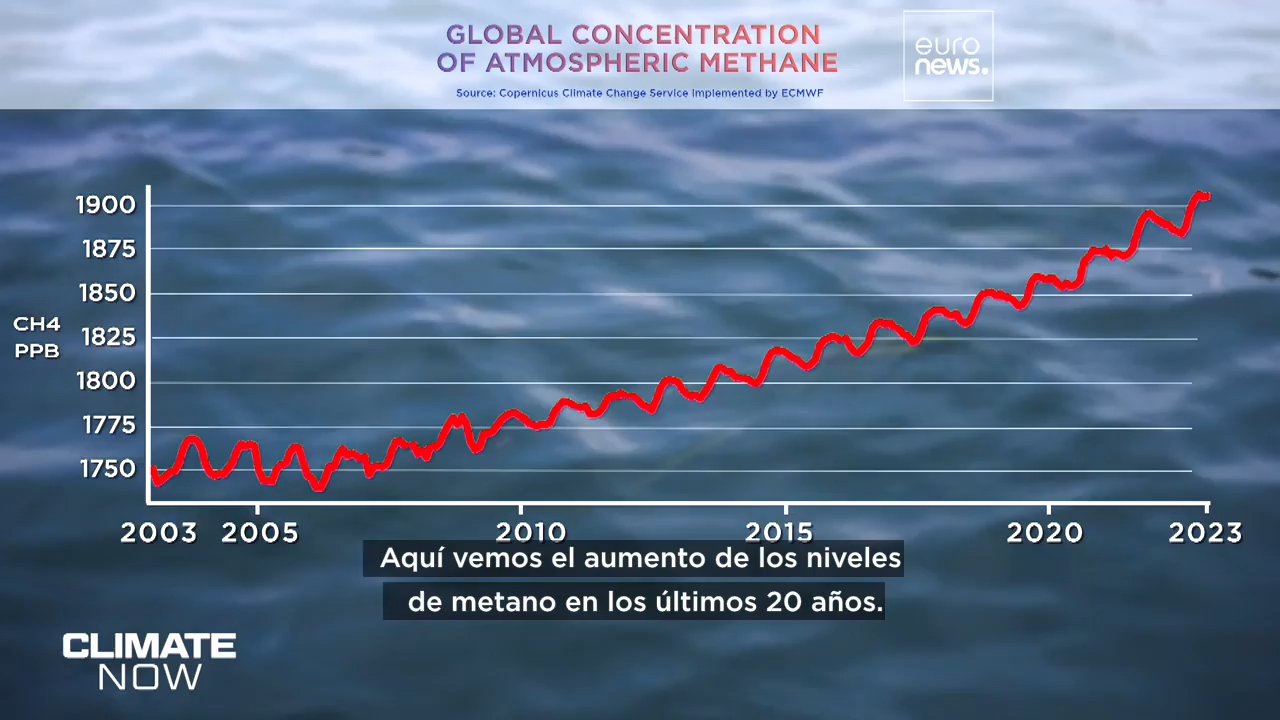 GLOBAL CONCENTRATION
OF ATMOSPHERIC METHANE
Source: Copernicus Climate Change Service Implemented by ECMWF
euro
news.
1900
1875
1850
CH4
PPB
1825
1800
1775
1750
2003 2005 2010 2015 2020 2023
Aquí vemos el aumento de los niveles
de metano en los últimos 20 años.
CLIMATE
NOW